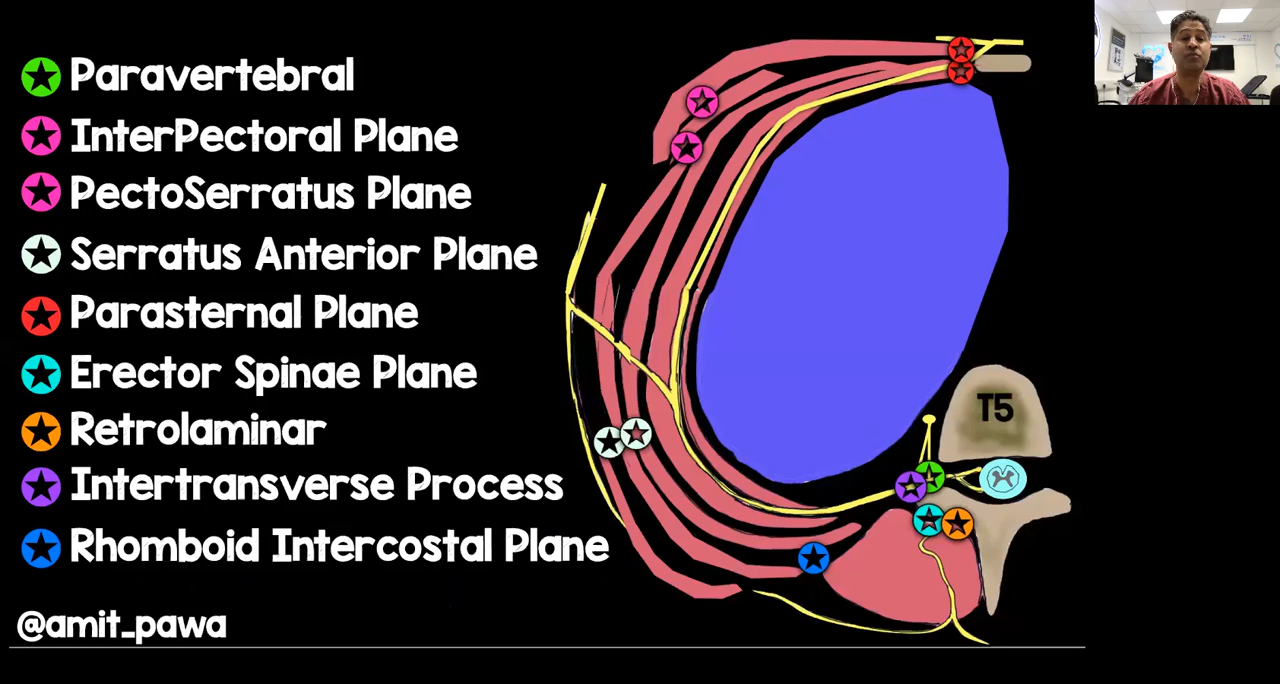 Paravertebral
InterPectoral Plane
PectoSerratus Plane
Serratus Anterior Plane
Parasternal Plane
Erector Spinae Plane
Retrolaminar
Intertransverse Process
Rhomboid Intercostal Plane
@amit_pawa
T5